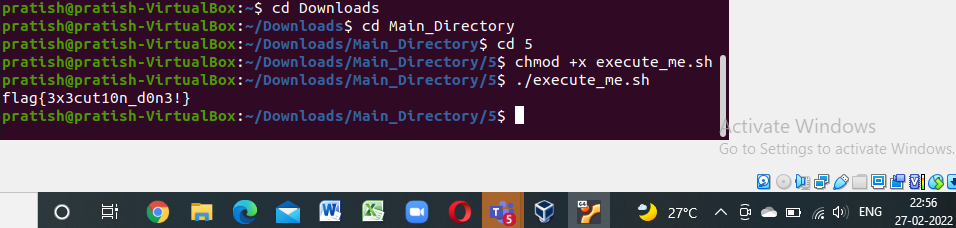 pratish@pratish-VirtualBox:~$ cd Downloads
pratish@pratish-VirtualBox:~/Downloads$ cd Main_Directory
pratish@pratish-VirtualBox:~/Downloads/Main_Directory$ cd 5
pratish@pratish-VirtualBox:~/Downloads/Main_Directory/5$ chmod +x execute_me.sh
pratish@pratish-VirtualBox:~/Downloads/Main_Directory/5$ ./execute_me.sh
flag{3x3cut10n_d0n3!}
pratish@pratish-VirtualBox:~/Downloads/Main_Directory/5$
Activate Windows
Go to Settings to activate Windows.
5
64
27°C
ENG
22:56
27-02-2022